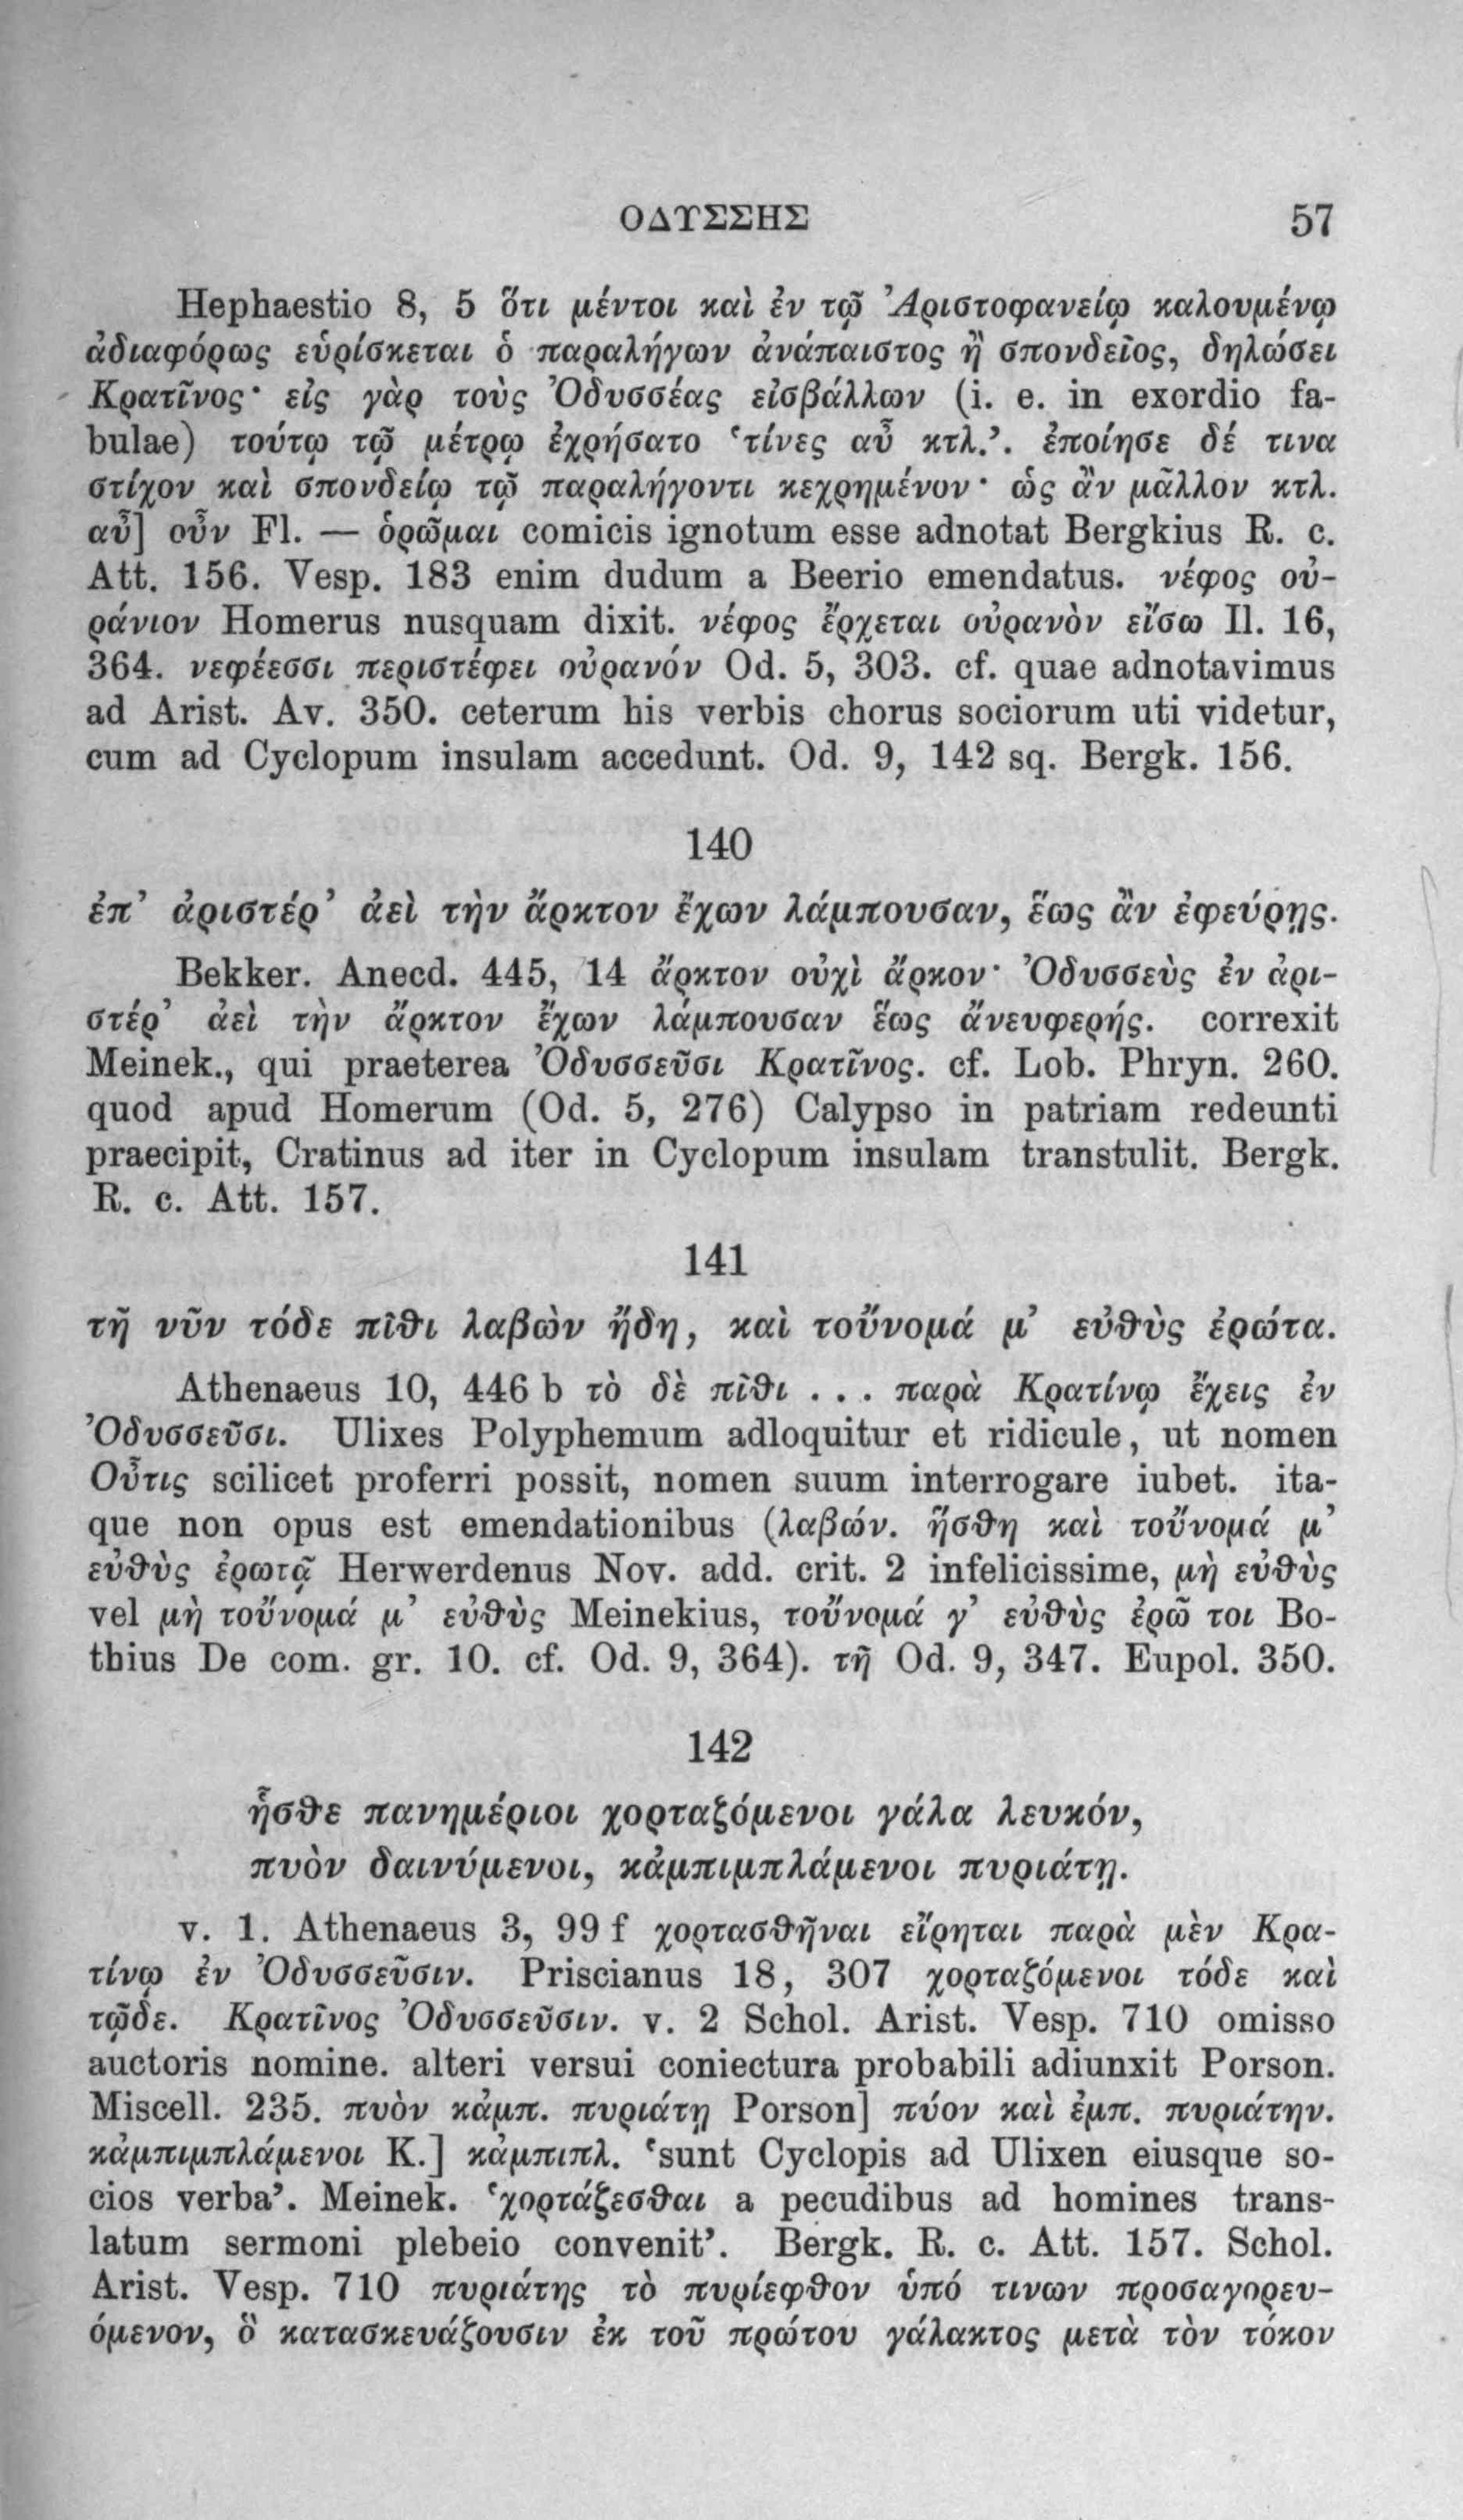 ΟΔΥΣΣΗΣ 57
Hephaestio 8, 5 ὅτι μέντοι καὶ ἐν τῷ Ἀριστοφανείῳ καλουμένῳ
ἀδιαφόρως εὑρίσκεται ὁ παραλήγων ἀνάπαιστος ἢ σπονδεῖος, δηλώσει
Κρατῖνος· εἰς γὰρ τοὺς Ὀδυσσέας εἰσβάλλων (i. e. in exordio fa-
bulae) τούτῳ τῷ μέτρῳ ἐχρήσατο ‛τίνες αὖ κτλ.’. ἐποίησε δέ τινα
στίχον καὶ σπονδείῳ τῷ παραλήγοντι κεχρημένον· ὡς ἂν μᾶλλον κτλ.
αὖ] οὖν Fl. — ὁρῶμαι comicis ignotum esse adnotat Bergkius R. c.
Att. 156. Vesp. 183 enim dudum a Beerio emendatus. νέφος οὐ-
ράνιον Homerus nusquam dixit. νέφος ἔρχεται οὐρανὸν εἴσω Il. 16,
364. νεφέεσσι περιστέφει οὐρανόν Od. 5, 303. cf. quae adnotavimus
ad Arist. Av. 350. ceterum his verbis chorus sociorum uti videtur,
cum ad Cyclopum insulam accedunt. Od. 9, 142 sq. Bergk. 156.
140
ἐπ’ ἀριστέρ’ ἀεὶ τὴν ἄρκτον ἔχων λάμπουσαν, ἕως ἂν ἐφεύρῃς.
Bekker. Anecd. 445, 14 ἄρκτον οὐχὶ ἄρκον· Ὀδυσσεὺς ἐν ἀρι-
στέρ’ ἀεὶ τὴν ἄρκτον ἔχων λάμπουσαν ἕως ἄνευφερής. correxit
Meinek., qui praeterea Ὀδυσσεῦσι Κρατῖνος. cf. Lob. Phryn. 260.
quod apud Homerum (Od. 5, 276) Calypso in patriam redeunti
praecipit, Cratinus ad iter in Cyclopum insulam transtulit. Bergk.
R. c. Att. 157.
141
τῆ νῦν τόδε πῖθι λαβὼν ἤδη, καὶ τοὔνομά μ’ εὐθὺς ἐρώτα.
Athenaeus 10, 446 b τὸ δὲ πῖθι . . . παρὰ Κρατίνῳ ἔχεις ἐν
Ὀδυσσεῦσι. Ulixes Polyphemum adloquitur et ridicule, ut nomen
Οὖτις scilicet proferri possit, nomen suum interrogare iubet. ita-
que non opus est emendationibus (λαβών. ἥσθη καὶ τοὔνομά μ’
εὐθὺς ἐρωτᾷ Herwerdenus Nov. add. crit. 2 infelicissime, μὴ εὐθὺς
vel μὴ τοὔνομά μ’ εὐθὺς Meinekius, τοὔνομά γ’ εὐθὺς ἐρῶ τοι Bo-
thius De com. gr. 10. cf. Od. 9, 364). τῆ Od. 9, 347. Eupol. 350.
142
ἦσθε πανημέριοι χορταζόμενοι γάλα λευκόν,
πυὸν δαινύμενοι, κἀμπιμπλάμενοι πυριάτῃ.
v. 1. Athenaeus 3, 99 f χορτασθῆναι εἴρηται παρὰ μὲν Κρα-
τίνῳ ἐν Ὀδυσσεῦσιν. Priscianus 18, 307 χορταζόμενοι τόδε καὶ
τῷδε. Κρατῖνος Ὀδυσσεῦσιν. v. 2 Schol. Arist. Vesp. 710 omisso
auctoris nomine. alteri versui coniectura probabili adiunxit Porson.
Miscell. 235. πυὸν κἀμπ. πυριάτῃ Porson] πύον καὶ ἐμπ. πυριάτην.
κἀμπιμπλάμενοι K.] κἀμπιπλ. ‛sunt Cyclopis ad Ulixen eiusque so-
cios verba’. Meinek. ‛χορτάζεσθαι a pecudibus ad homines trans-
latum sermoni plebeio convenit’. Bergk. R. c. Att. 157. Schol.
Arist. Vesp. 710 πυριάτης τὸ πυρίεφθον ὑπό τινων προσαγορευ-
όμενον, ὃ κατασκευάζουσιν ἐκ τοῦ πρώτου γάλακτος μετὰ τὸν τόκον